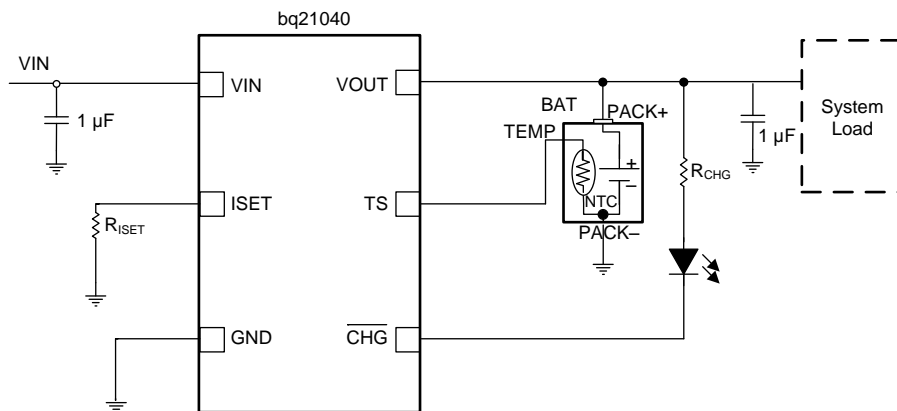 bq21040
VIN
VIN
VOUT
1 µF
BAT
PACK+
TEMP
1 µF
System
Load
R_CHG
ISET
TS
NTC
R_ISET
PACK–
GND
CHG